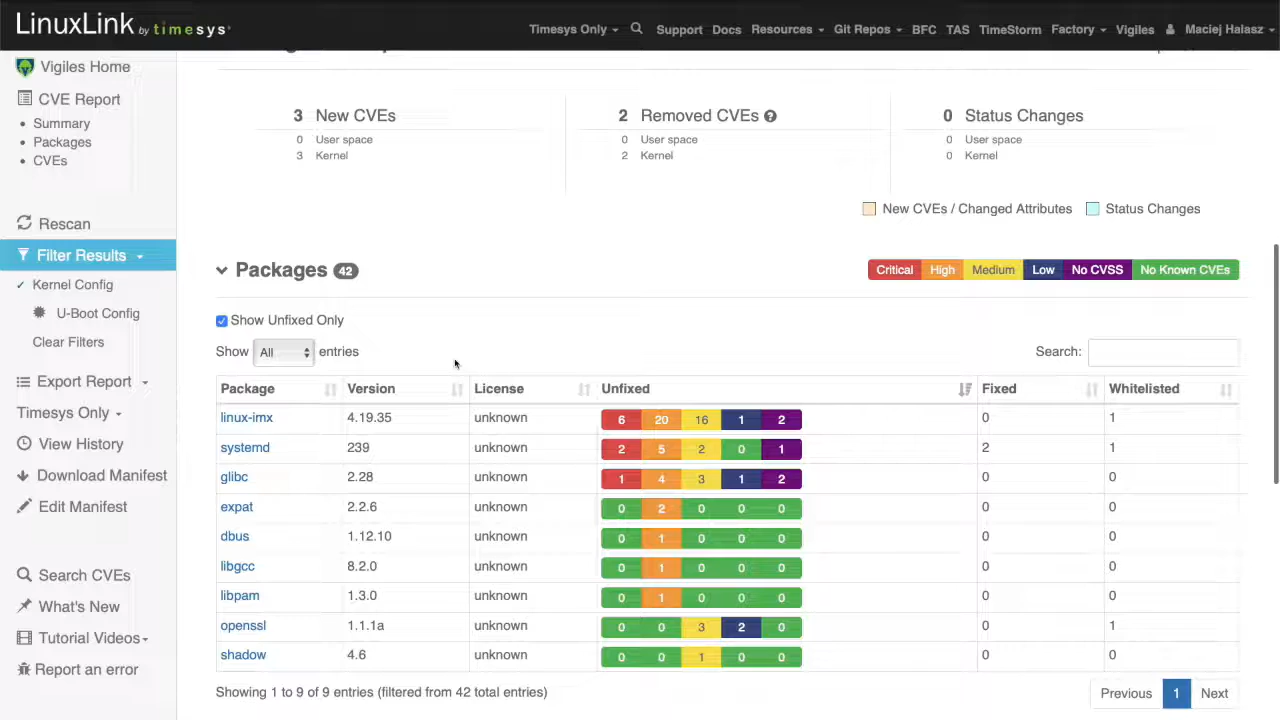 LinuxLink by timesys
Timesys Only Support Docs Resources Git Repos BFC TAS TimeStorm Factory Vigiles Maciej Halasz
Vigiles Home
CVE Report
Summary
Packages
CVEs
Rescan
Filter Results
Kernel Config
U-Boot Config
Clear Filters
Export Report
Timesys Only
View History
Download Manifest
Edit Manifest
Search CVEs
What's New
Tutorial Videos
Report an error
3 New CVEs
0 User space
3 Kernel
2 Removed CVEs ?
0 User space
2 Kernel
0 Status Changes
0 User space
0 Kernel
New CVEs / Changed Attributes Status Changes
Packages 42
Critical High Medium Low No CVSS No Known CVEs
Show Unfixed Only
Show All entries
Search:
Package Version License Unfixed Fixed Whitelisted
linux-imx 4.19.35 unknown 6 20 16 1 2 0 1
systemd 239 unknown 2 5 2 0 1 2 1
glibc 2.28 unknown 1 4 3 1 2 0 0
expat 2.2.6 unknown 0 2 0 0 0 0 0
dbus 1.12.10 unknown 0 1 0 0 0 0 0
libgcc 8.2.0 unknown 0 1 0 0 0 0 0
libpam 1.3.0 unknown 0 1 0 0 0 0 0
openssl 1.1.1a unknown 0 0 3 2 0 0 1
shadow 4.6 unknown 0 0 1 0 0 0 0
Showing 1 to 9 of 9 entries (filtered from 42 total entries)
Previous 1 Next